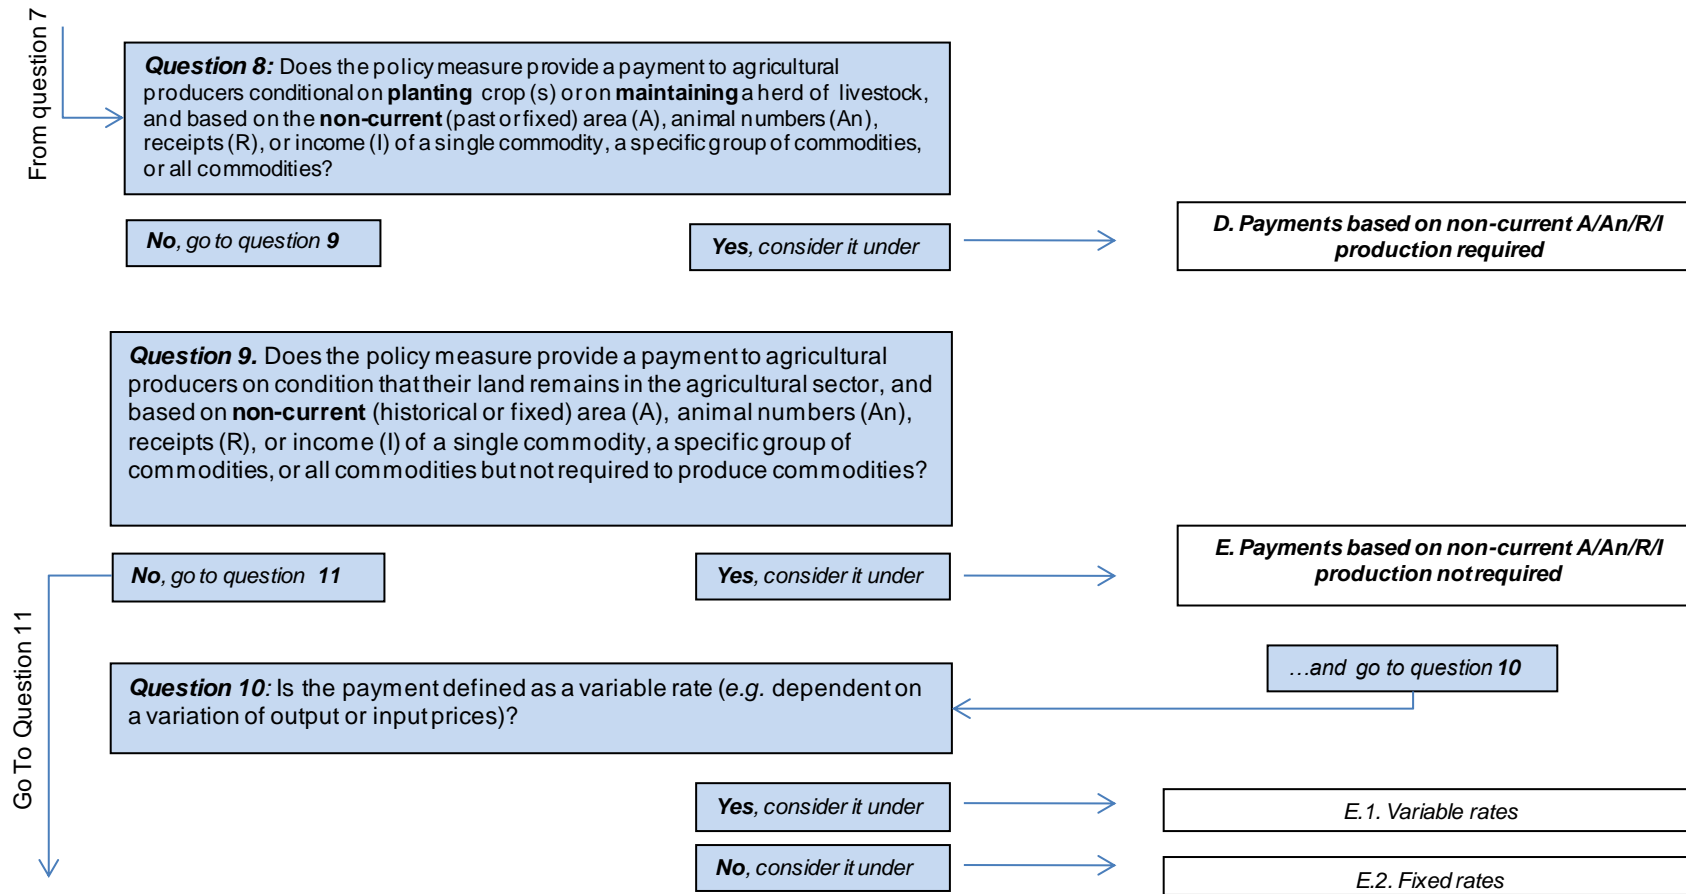 From question 7
Question 8: Does the policy measure provide a payment to agricultural
producers conditional on planting crop (s) or on maintaining a herd of livestock,
and based on the non-current (past or fixed) area (A), animal numbers (An),
receipts (R), or income (I) of a single commodity, a specific group of commodities,
or all commodities?
No, go to question 9
Yes, consider it under
D. Payments based on non-current A/An/R/I
production required
Question 9. Does the policy measure provide a payment to agricultural
producers on condition that their land remains in the agricultural sector, and
based on non-current (historical or fixed) area (A), animal numbers (An),
receipts (R), or income (I) of a single commodity, a specific group of
commodities, or all commodities but not required to produce commodities?
No, go to question 11
Yes, consider it under
E. Payments based on non-current A/An/R/I
production not required
Go To Question 11
…and go to question 10
Question 10: Is the payment defined as a variable rate (e.g. dependent on
a variation of output or input prices)?
Yes, consider it under
E.1. Variable rates
No, consider it under
E.2. Fixed rates